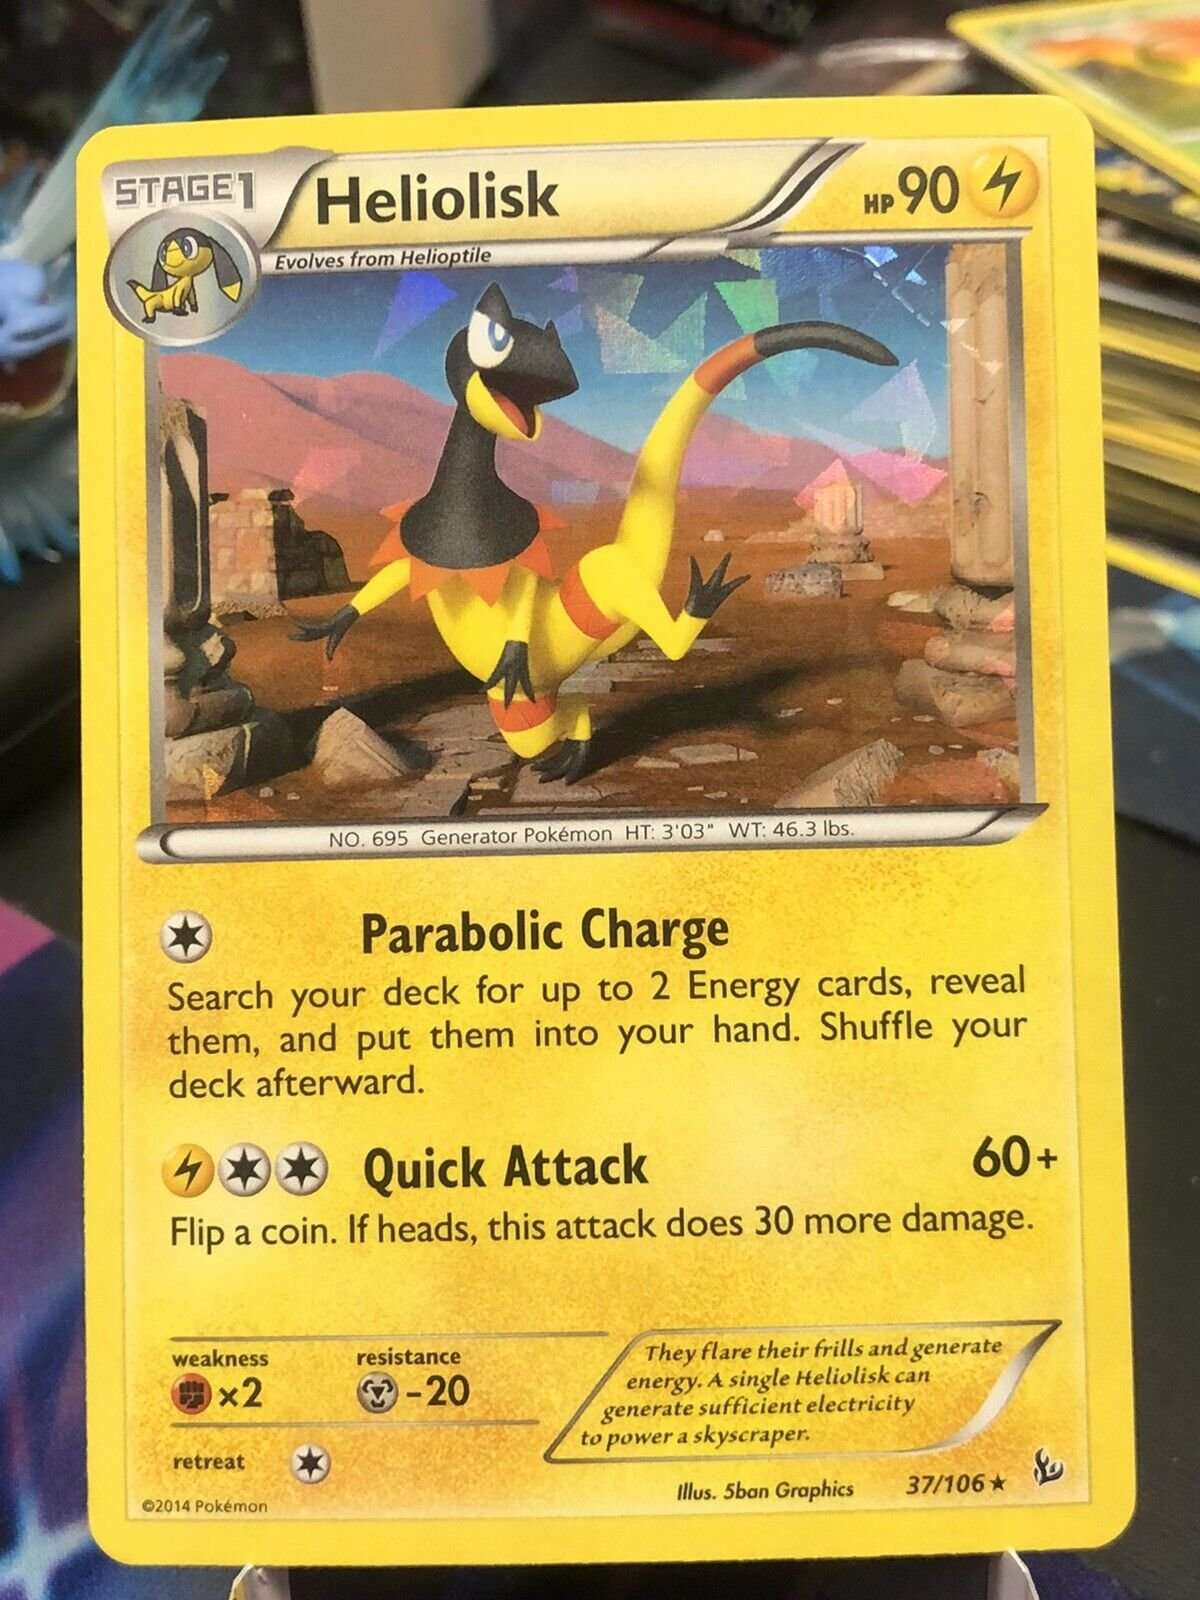 STAGE1 Heliolisk HP90
Evolves from Helioptile
NO. 695 Generator Pokémon HT: 3'03" WT: 46.3 lbs.
Parabolic Charge
Search your deck for up to 2 Energy cards, reveal
them, and put them into your hand. Shuffle your
deck afterward.
Quick Attack 60+
Flip a coin. If heads, this attack does 30 more damage.
weakness resistance
×2 -20
retreat
They flare their frills and generate
energy. A single Heliolisk can
generate sufficient electricity
to power a skyscraper.
Illus. 5ban Graphics 37/106★
©2014 Pokémon